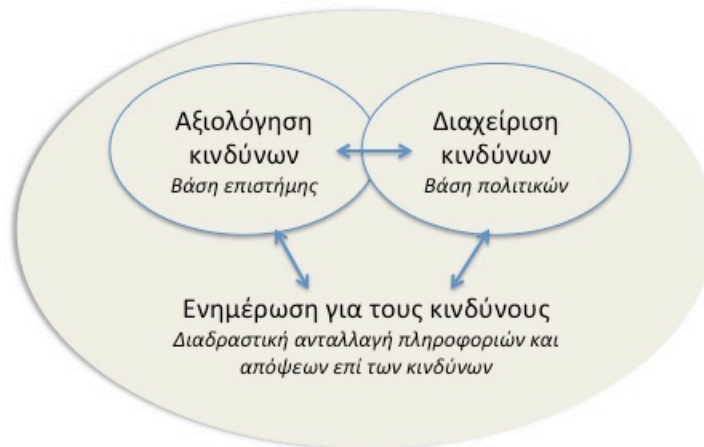 Αξιολόγηση
κινδύνων
Βάση επιστήμης
Διαχείριση
κινδύνων
Βάση πολιτικών
Ενημέρωση για τους κινδύνους
Διαδραστική ανταλλαγή πληροφοριών και
απόψεων επί των κινδύνων